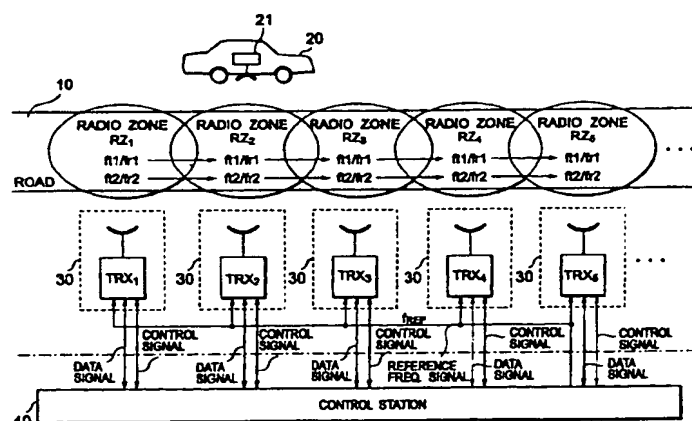 21
20
10
RADIO ZONE RZ1 RADIO ZONE RZ2 RADIO ZONE RZ3 RADIO ZONE RZ4 RADIO ZONE RZ5
ft1/fr1 ft1/fr1 ft1/fr1 ft1/fr1 ft1/fr1 ...
ft2/fr2 ft2/fr2 ft2/fr2 ft2/fr2 ft2/fr2
ROAD
30 TRX1 30 TRX2 30 TRX3 30 TRX4 30 TRX5 ...
fREF
CONTROL SIGNAL CONTROL SIGNAL CONTROL SIGNAL CONTROL SIGNAL CONTROL SIGNAL
DATA SIGNAL DATA SIGNAL DATA SIGNAL REFERENCE FREQ. SIGNAL DATA SIGNAL DATA SIGNAL
CONTROL STATION